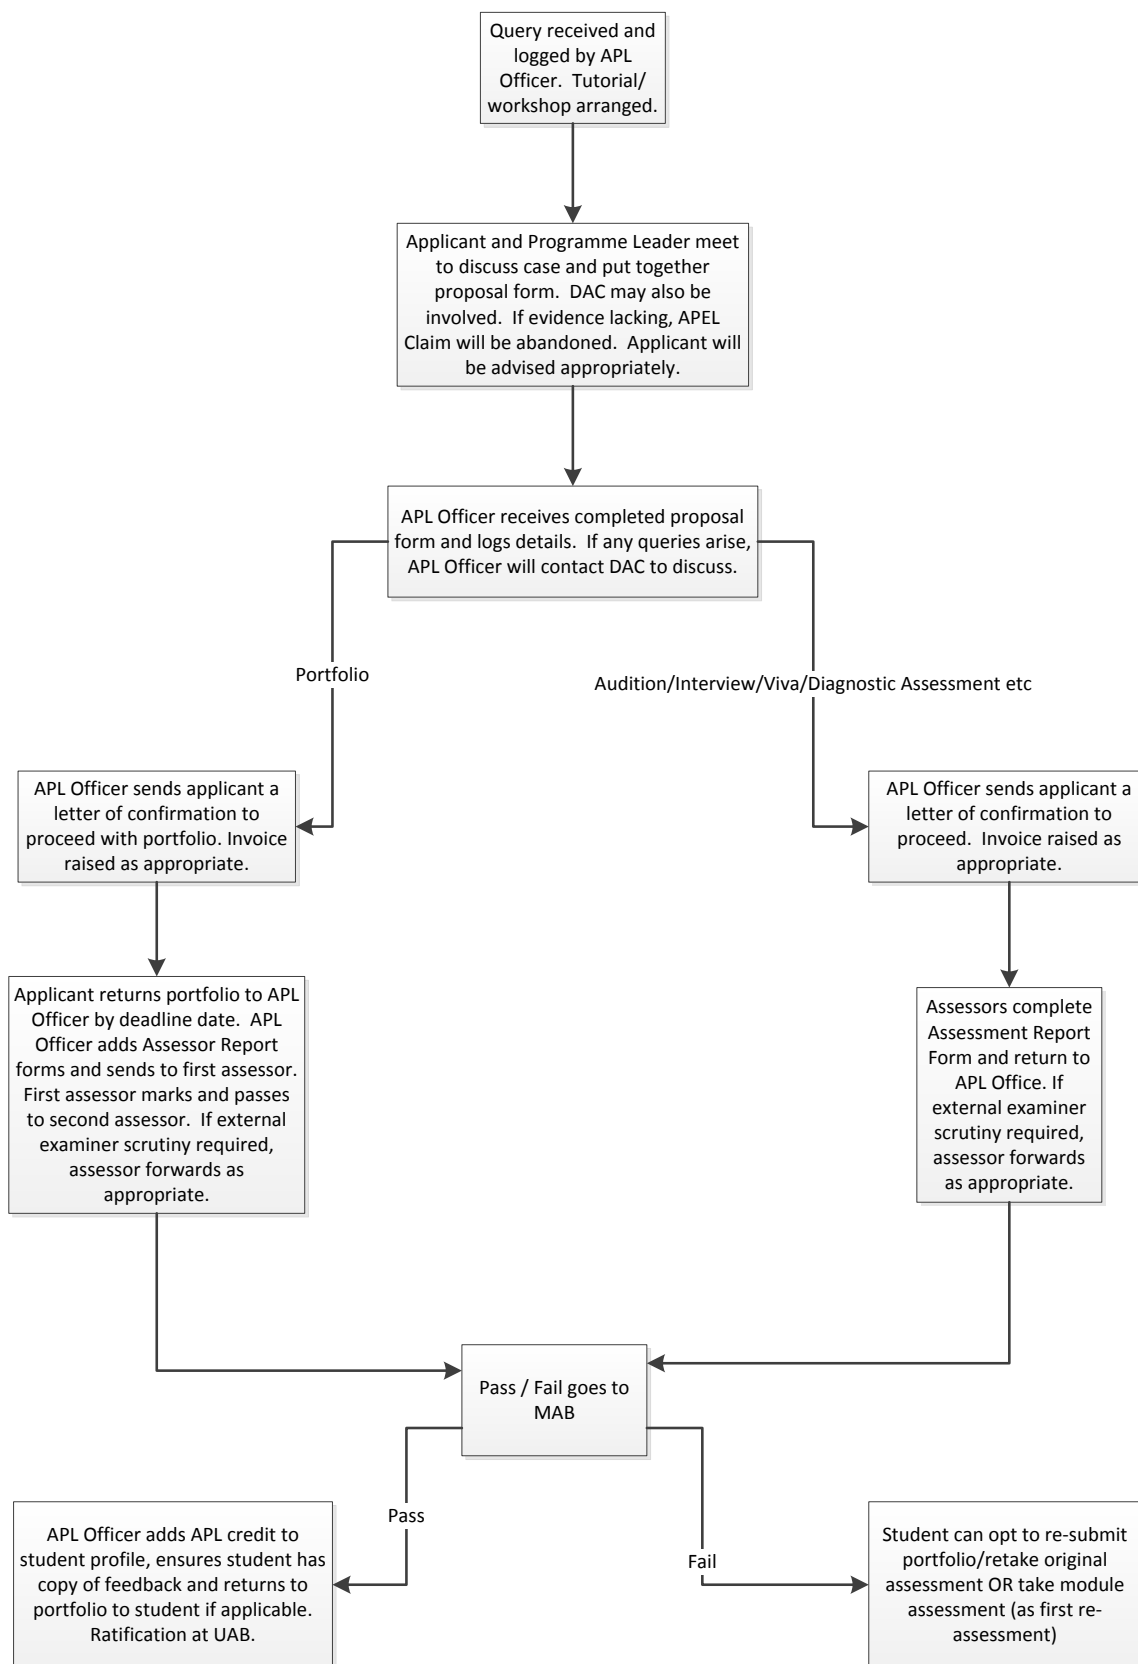 Query received and
logged by APL
Officer.  Tutorial/
workshop arranged.
Applicant and Programme Leader meet
to discuss case and put together
proposal form.  DAC may also be
involved.  If evidence lacking, APEL
Claim will be abandoned.  Applicant will
be advised appropriately.
APL Officer receives completed proposal
form and logs details.  If any queries arise,
APL Officer will contact DAC to discuss.
Portfolio
Audition/Interview/Viva/Diagnostic Assessment etc
APL Officer sends applicant a
letter of confirmation to
proceed with portfolio. Invoice
raised as appropriate.
APL Officer sends applicant a
letter of confirmation to
proceed.  Invoice raised as
appropriate.
Applicant returns portfolio to APL
Officer by deadline date.  APL
Officer adds Assessor Report
forms and sends to first assessor.
First assessor marks and passes
to second assessor.  If external
examiner scrutiny required,
assessor forwards as
appropriate.
Assessors complete
Assessment Report
Form and return to
APL Office. If
external examiner
scrutiny required,
assessor forwards
as appropriate.
Pass / Fail goes to
MAB
Pass
Fail
APL Officer adds APL credit to
student profile, ensures student has
copy of feedback and returns to
portfolio to student if applicable.
Ratification at UAB.
Student can opt to re-submit
portfolio/retake original
assessment OR take module
assessment (as first re-
assessment)